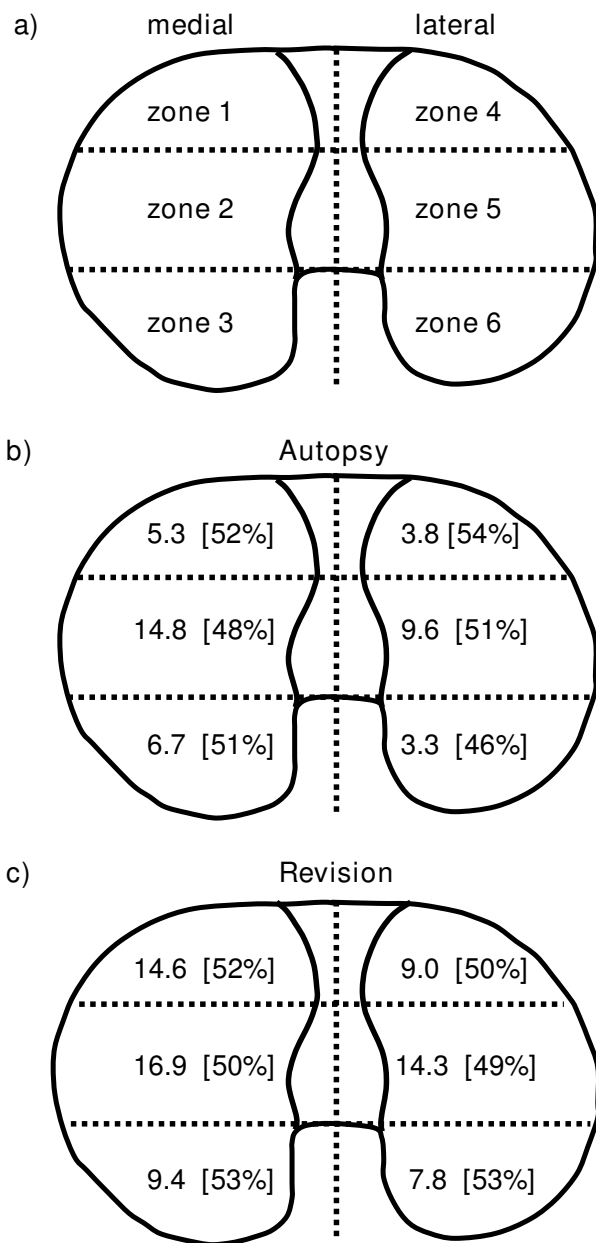 a) medial lateral
zone 1 zone 4
zone 2 zone 5
zone 3 zone 6
b) Autopsy
5.3 [52%] 3.8 [54%]
14.8 [48%] 9.6 [51%]
6.7 [51%] 3.3 [46%]
c) Revision
14.6 [52%] 9.0 [50%]
16.9 [50%] 14.3 [49%]
9.4 [53%] 7.8 [53%]